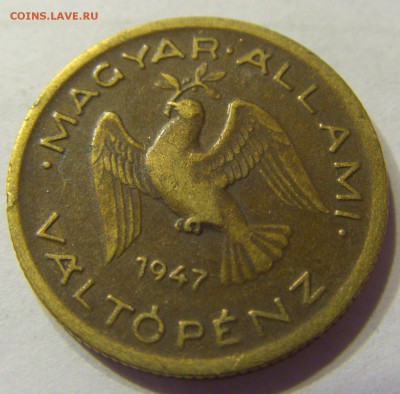 COINS.LAVE.RU
· MAGYAR · ÁLLAMI ·
1947
VÁLTÓPÉNZ